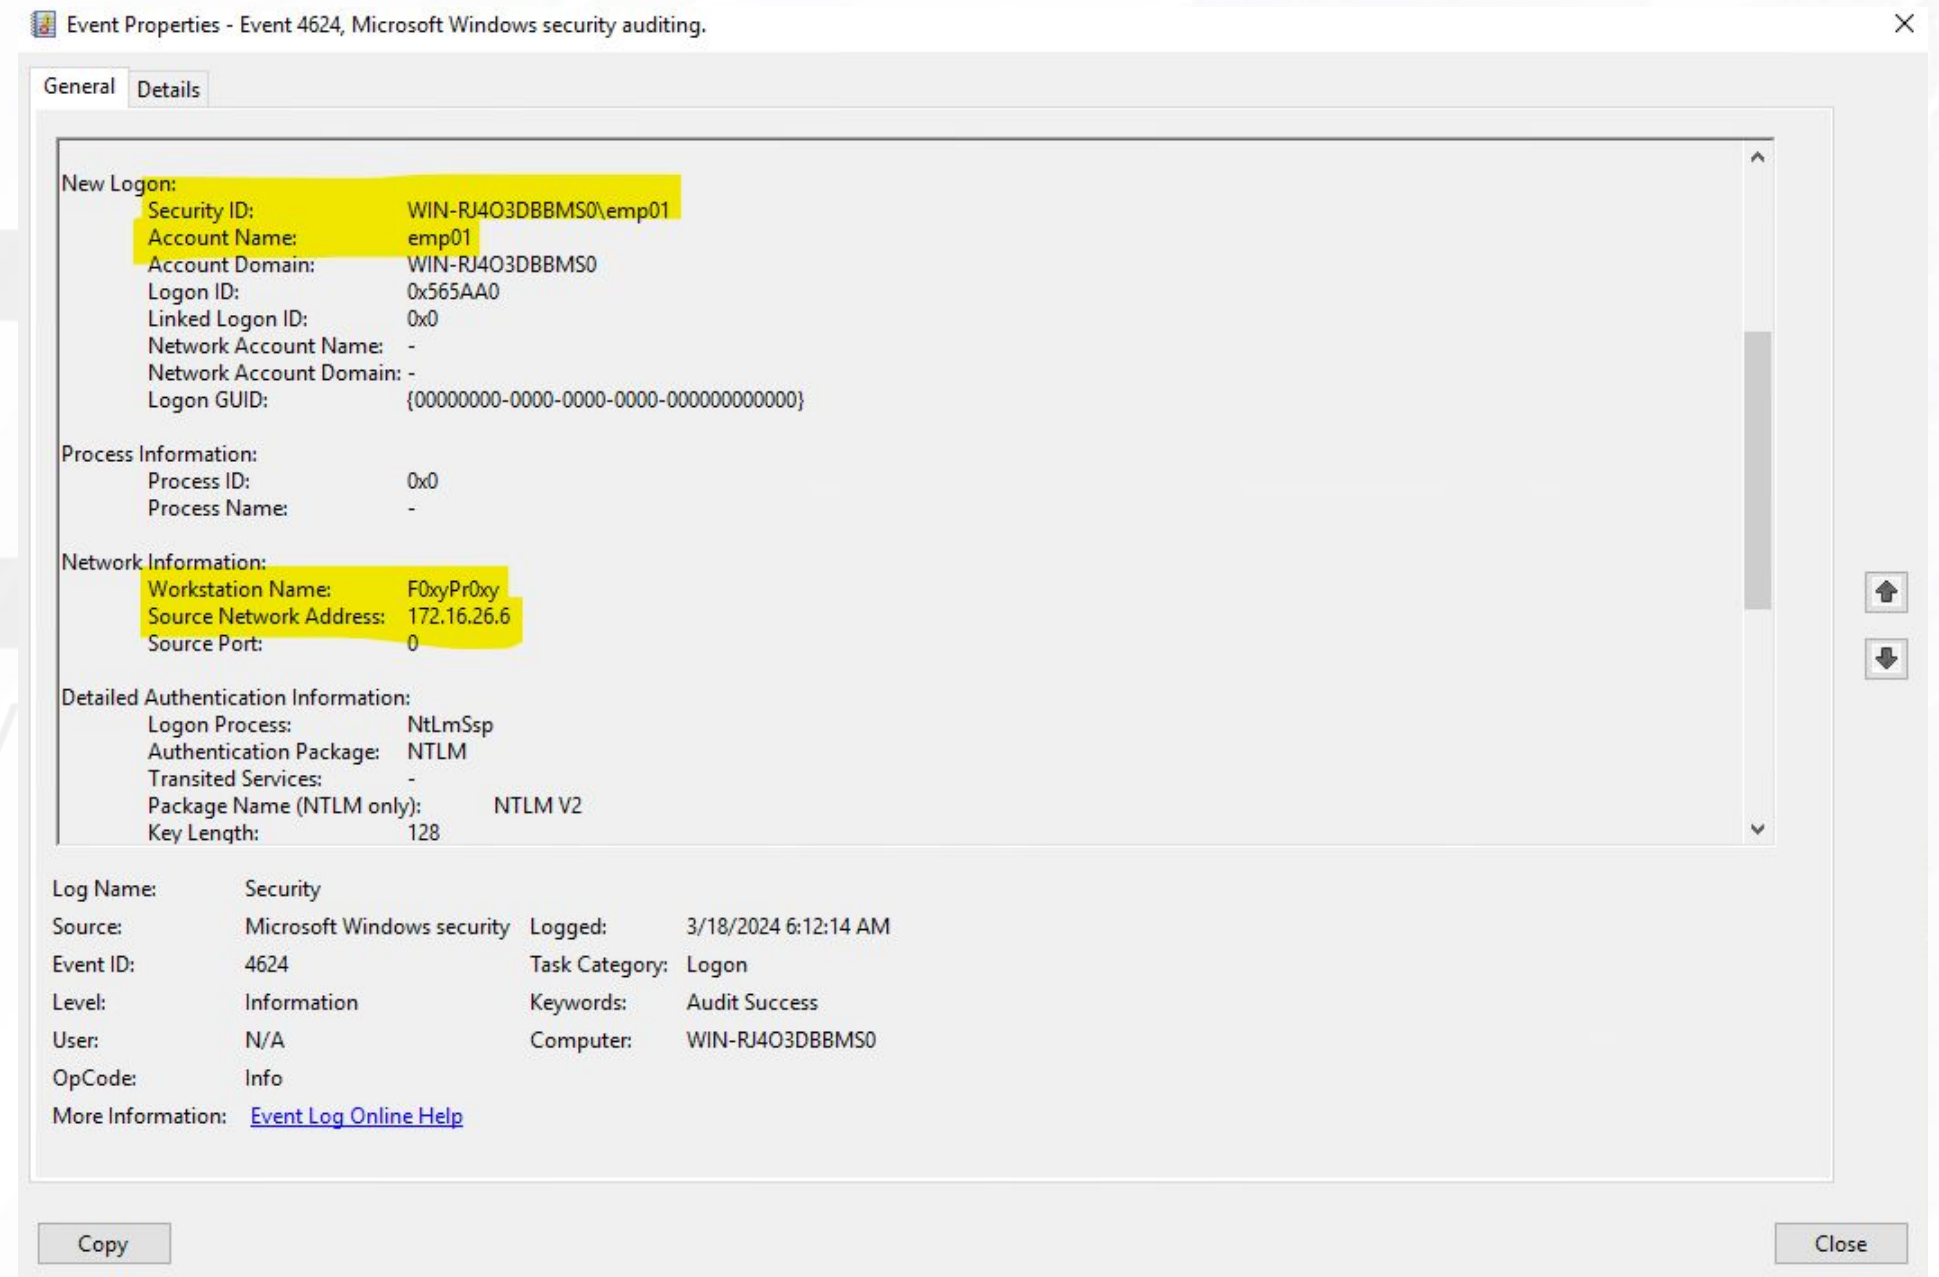 Event Properties - Event 4624, Microsoft Windows security auditing.
General Details
New Logon:
Security ID: WIN-RJ4O3DBBMS0\emp01
Account Name: emp01
Account Domain: WIN-RJ4O3DBBMS0
Logon ID: 0x565AA0
Linked Logon ID: 0x0
Network Account Name: -
Network Account Domain: -
Logon GUID: {00000000-0000-0000-0000-000000000000}
Process Information:
Process ID: 0x0
Process Name: -
Network Information:
Workstation Name: F0xyPr0xy
Source Network Address: 172.16.26.6
Source Port: 0
Detailed Authentication Information:
Logon Process: NtLmSsp
Authentication Package: NTLM
Transited Services: -
Package Name (NTLM only): NTLM V2
Key Length: 128
Log Name: Security
Source: Microsoft Windows security Logged: 3/18/2024 6:12:14 AM
Event ID: 4624 Task Category: Logon
Level: Information Keywords: Audit Success
User: N/A Computer: WIN-RJ4O3DBBMS0
OpCode: Info
More Information: Event Log Online Help
Copy Close